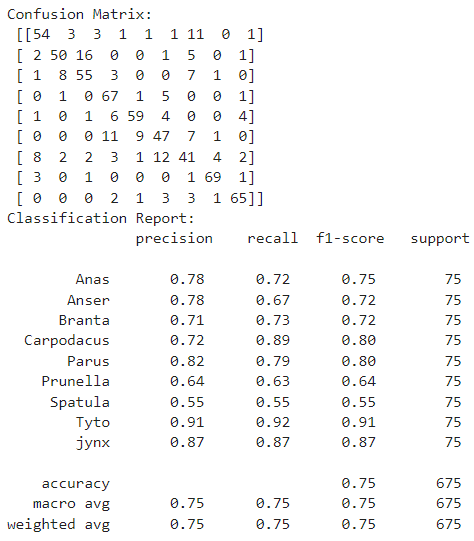 Confusion Matrix:
[[54 3 3 1 1 1 11 0 1]
[ 2 50 16 0 0 1 5 0 1]
[ 1 8 55 3 0 0 7 1 0]
[ 0 1 0 67 1 5 0 0 1]
[ 1 0 1 6 59 4 0 0 4]
[ 0 0 0 11 9 47 7 1 0]
[ 8 2 2 3 1 12 41 4 2]
[ 3 0 1 0 0 0 1 69 1]
[ 0 0 0 2 1 3 3 1 65]]
Classification Report:
precision recall f1-score support
Anas 0.78 0.72 0.75 75
Anser 0.78 0.67 0.72 75
Branta 0.71 0.73 0.72 75
Carpodacus 0.72 0.89 0.80 75
Parus 0.82 0.79 0.80 75
Prunella 0.64 0.63 0.64 75
Spatula 0.55 0.55 0.55 75
Tyto 0.91 0.92 0.91 75
jynx 0.87 0.87 0.87 75
accuracy 0.75 675
macro avg 0.75 0.75 0.75 675
weighted avg 0.75 0.75 0.75 675